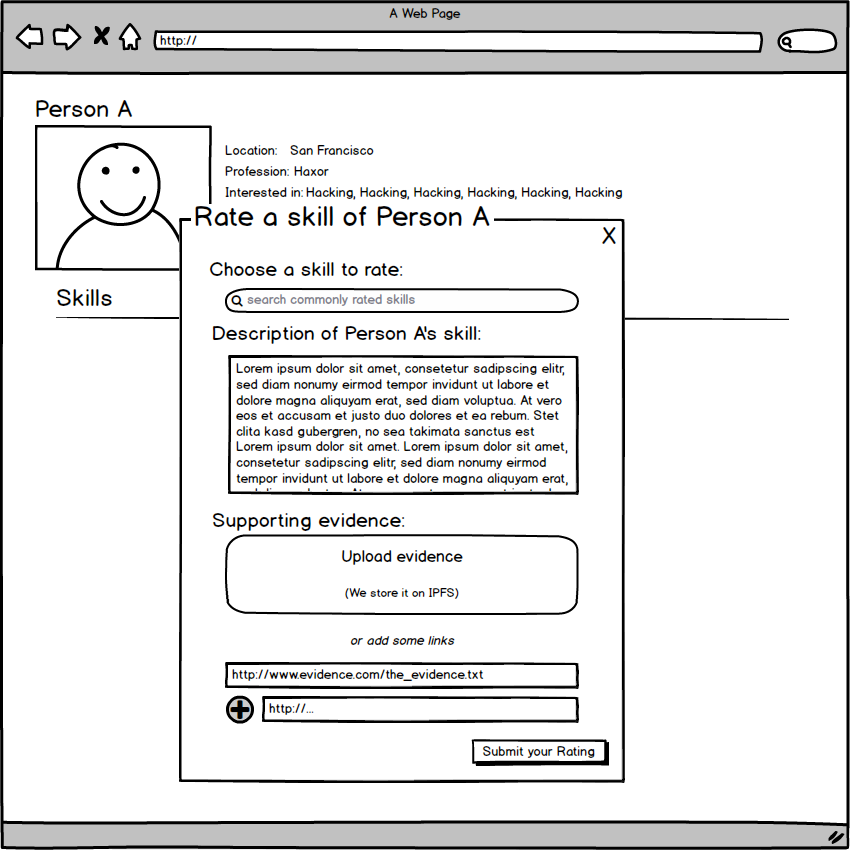 A Web Page
http://
Person A
Location: San Francisco
Profession: Haxor
Interested in: Hacking, Hacking, Hacking, Hacking, Hacking, Hacking
Rate a skill of Person A
X
Choose a skill to rate:
search commonly rated skills
Skills
Description of Person A's skill:
Lorem ipsum dolor sit amet, consetetur sadipscing elitr,
sed diam nonumy eirmod tempor invidunt ut labore et
dolore magna aliquyam erat, sed diam voluptua. At vero
eos et accusam et justo duo dolores et ea rebum. Stet
clita kasd gubergren, no sea takimata sanctus est
Lorem ipsum dolor sit amet. Lorem ipsum dolor sit amet,
consetetur sadipscing elitr, sed diam nonumy eirmod
tempor invidunt ut labore et dolore magna aliquyam erat,
Supporting evidence:
Upload evidence
(We store it on IPFS)
or add some links
http://www.evidence.com/the_evidence.txt
http://...
Submit your Rating